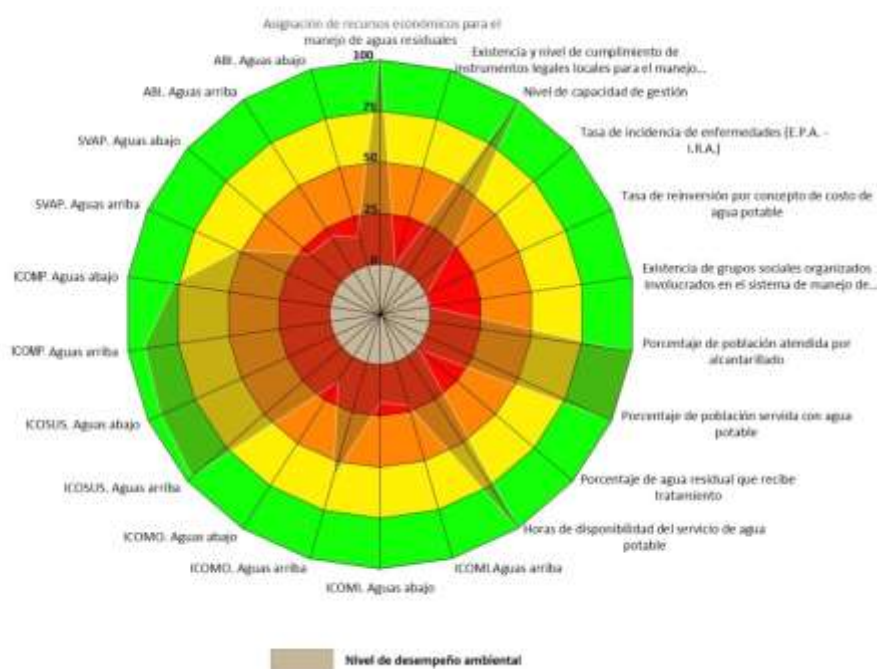 Asignación de recursos económicos para el
manejo de aguas residuales
100
75
50
25
0
Existencia y nivel de cumplimiento de
instrumentos legales locales para el manejo...
Nivel de capacidad de gestión
Tasa de incidencia de enfermedades (E.P.A. -
I.R.A.)
Tasa de reinversión por concepto de costo de
agua potable
Existencia de grupos sociales organizados
involucrados en el sistema de manejo de...
Porcentaje de población atendida por
alcantarillado
Porcentaje de población servida con agua
potable
Porcentaje de agua residual que recibe
tratamiento
Horas de disponibilidad del servicio de agua
potable
ICOMI.Aguas arriba
ICOMI. Aguas abajo
ICOMO. Aguas arriba
ICOMO. Aguas abajo
ICOSUS. Aguas arriba
ICOSUS. Aguas abajo
ICOMP. Aguas arriba
ICOMP. Aguas abajo
SVAP. Aguas arriba
SVAP. Aguas abajo
ABI. Aguas arriba
ABI. Aguas abajo
Nivel de desempeño ambiental